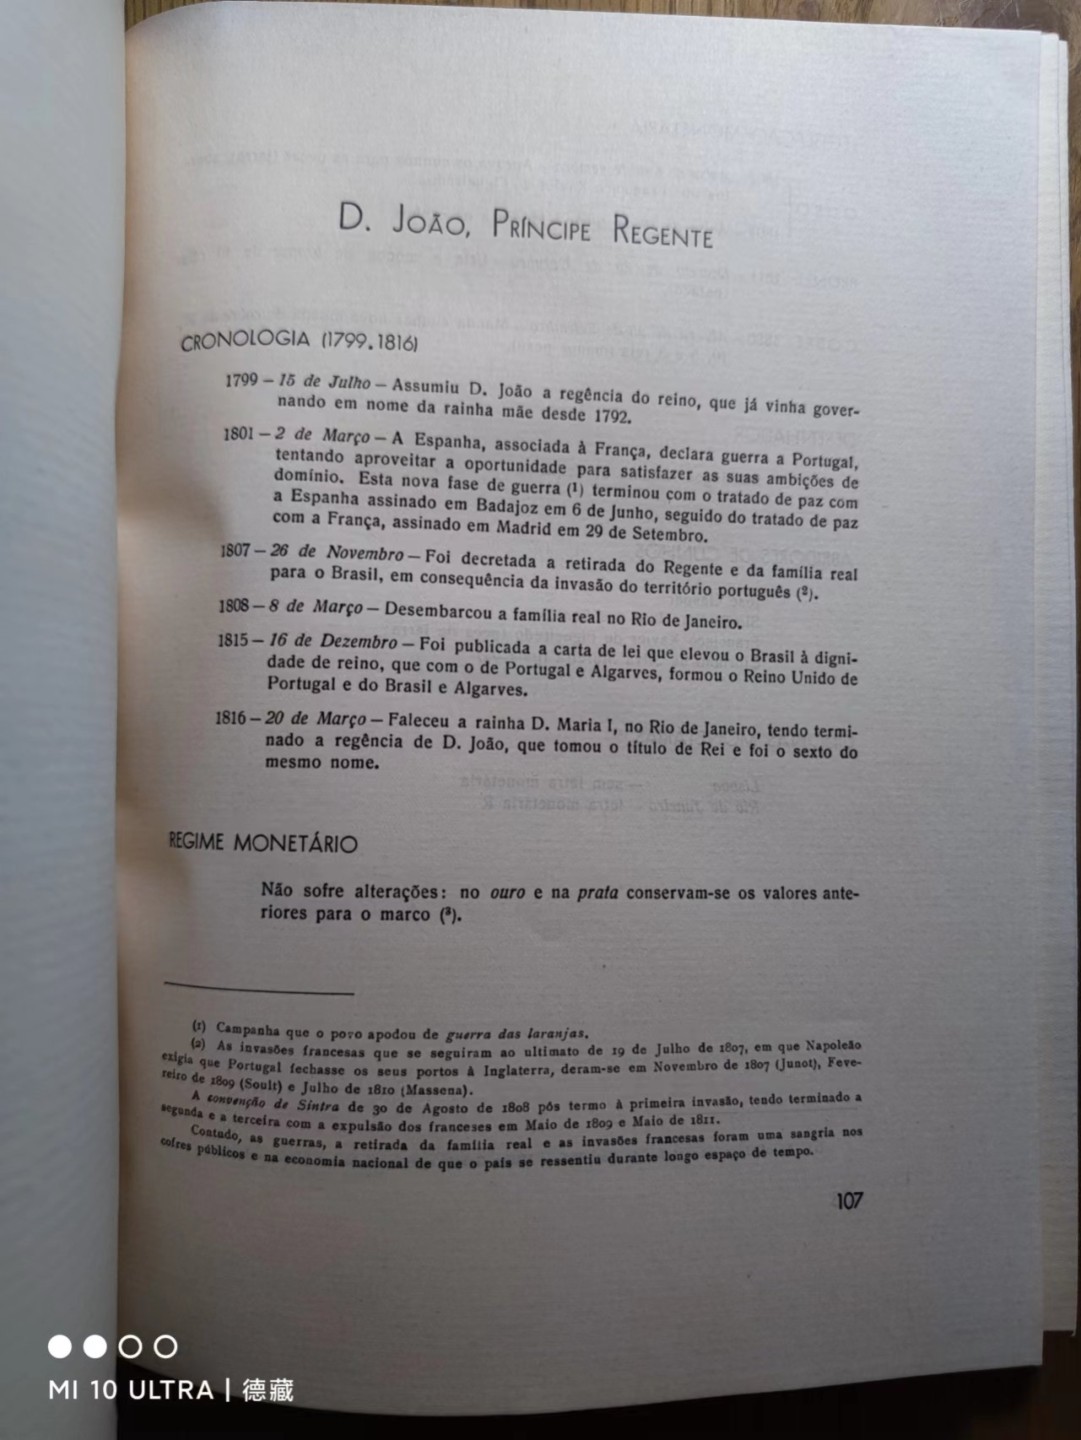 D. JOÃO, PRÍNCIPE REGENTE
CRONOLOGIA (1799.1816)
1799 – 15 de Julho – Assumiu D. João a regência do reino, que já vinha gover-
nando em nome da rainha mãe desde 1792.
1801 – 2 de Março – A Espanha, associada à França, declara guerra a Portugal,
tentando aproveitar a oportunidade para satisfazer as suas ambições de
domínio. Esta nova fase de guerra (¹) terminou com o tratado de paz com
a Espanha assinado em Badajoz em 6 de Junho, seguido do tratado de paz
com a França, assinado em Madrid em 29 de Setembro.
1807 – 26 de Novembro – Foi decretada a retirada do Regente e da família real
para o Brasil, em consequência da invasão do território português (²).
1808 – 8 de Março – Desembarcou a família real no Rio de Janeiro.
1815 – 16 de Dezembro – Foi publicada a carta de lei que elevou o Brasil à digni-
dade de reino, que com o de Portugal e Algarves, formou o Reino Unido de
Portugal e do Brasil e Algarves.
1816 – 20 de Março – Faleceu a rainha D. Maria I, no Rio de Janeiro, tendo termi-
nado a regência de D. João, que tomou o título de Rei e foi o sexto do
mesmo nome.
REGIME MONETÁRIO
Não sofre alterações: no ouro e na prata conservam-se os valores ante-
riores para o marco (³).
(1) Campanha que o povo apodou de guerra das laranjas.
(2) As invasões francesas que se seguiram ao ultimato de 19 de Julho de 1807, em que Napoleão
exigia que Portugal fechasse os seus portos à Inglaterra, deram-se em Novembro de 1807 (Junot), Feve-
reiro de 1809 (Soult) e Julho de 1810 (Massena).
A convenção de Sintra de 30 de Agosto de 1808 pôs termo à primeira invasão, tendo terminado a
segunda e a terceira com a expulsão dos franceses em Maio de 1809 e Maio de 1811.
Contudo, as guerras, a retirada da família real e as invasões francesas foram uma sangria nos
cofres públicos e na economia nacional de que o país se ressentiu durante longo espaço de tempo.
107
MI 10 ULTRA | 德藏